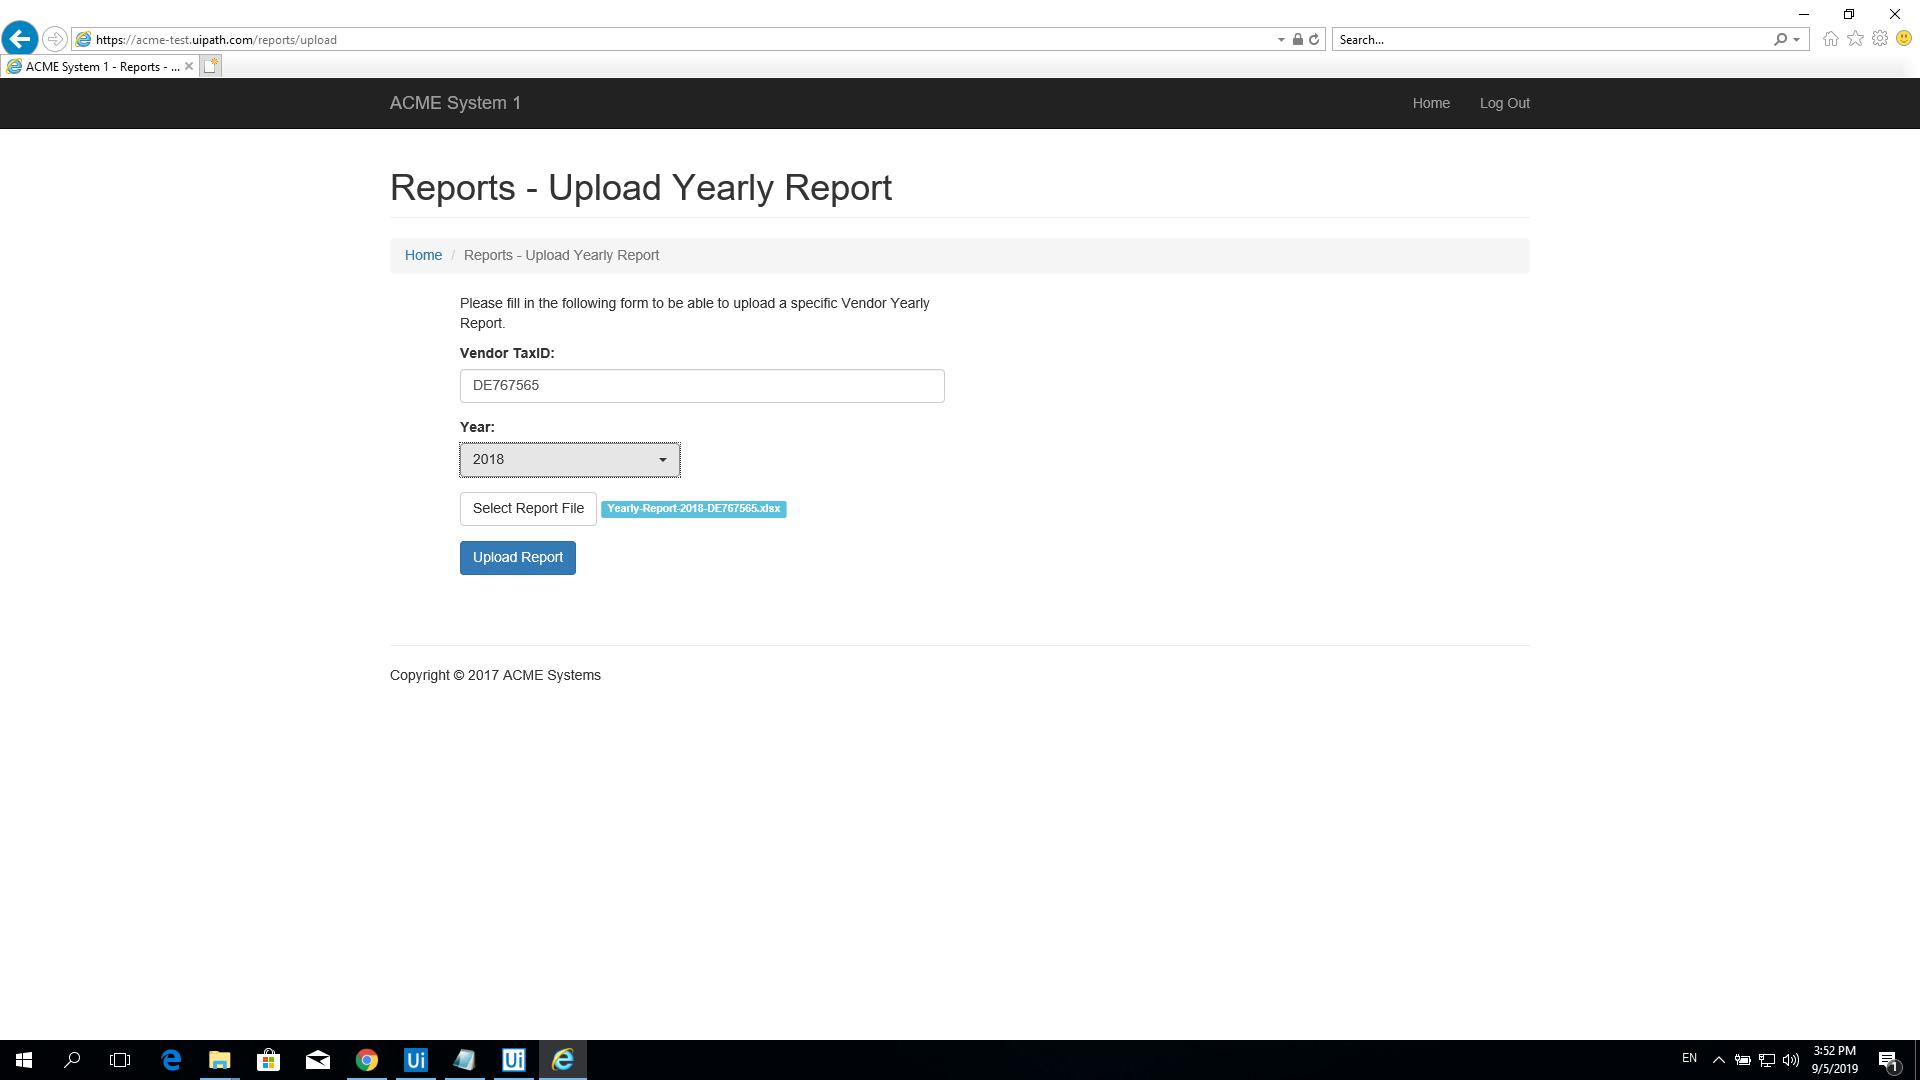 https://acme-test.uipath.com/reports/upload
Search...
ACME System 1 - Reports - ...
ACME System 1
Home
Log Out
Reports - Upload Yearly Report
Home / Reports - Upload Yearly Report
Please fill in the following form to be able to upload a specific Vendor Yearly
Report.
Vendor TaxID:
DE767565
Year:
2018
Select Report File
Yearly-Report-2018-DE767565.xlsx
Upload Report
Copyright © 2017 ACME Systems
Ui
Ui
EN
3:52 PM
9/5/2019
1